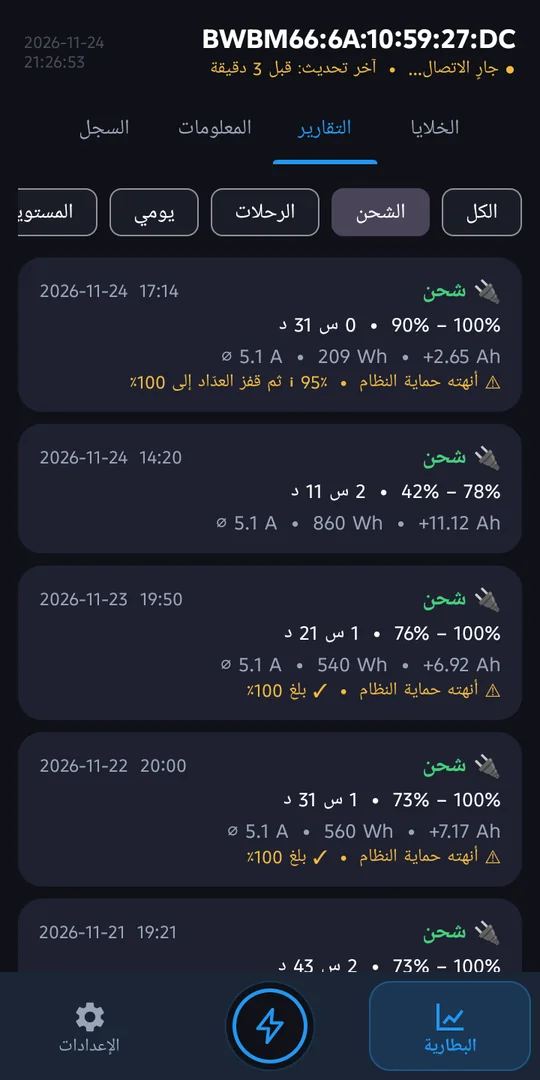 BWBM66:6A:10:59:27:DC
2026-11-24
21:26:53
● جارٍ الاتصال... • آخر تحديث: قبل 3 دقيقة
الخلايا
التقارير
المعلومات
السجل
الكل
الشحن
الرحلات
يومي
المستوي
🔌 شحن
2026-11-24 17:14
90% – 100% • 0 س 31 د
+2.65 Ah • 209 Wh • ⌀ 5.1 A
⚠ أنهته حماية النظام • ⁝ 95٪ ثم قفز العدّاد إلى 100٪
🔌 شحن
2026-11-24 14:20
42% – 78% • 2 س 11 د
+11.12 Ah • 860 Wh • ⌀ 5.1 A
🔌 شحن
2026-11-23 19:50
76% – 100% • 1 س 21 د
+6.92 Ah • 540 Wh • ⌀ 5.1 A
⚠ أنهته حماية النظام • ✓ بلغ 100٪
🔌 شحن
2026-11-22 20:00
73% – 100% • 1 س 31 د
+7.17 Ah • 560 Wh • ⌀ 5.1 A
⚠ أنهته حماية النظام • ✓ بلغ 100٪
🔌 شحن
2026-11-21 19:21
73% – 100% • 2 س 43 د
البطارية
الإعدادات